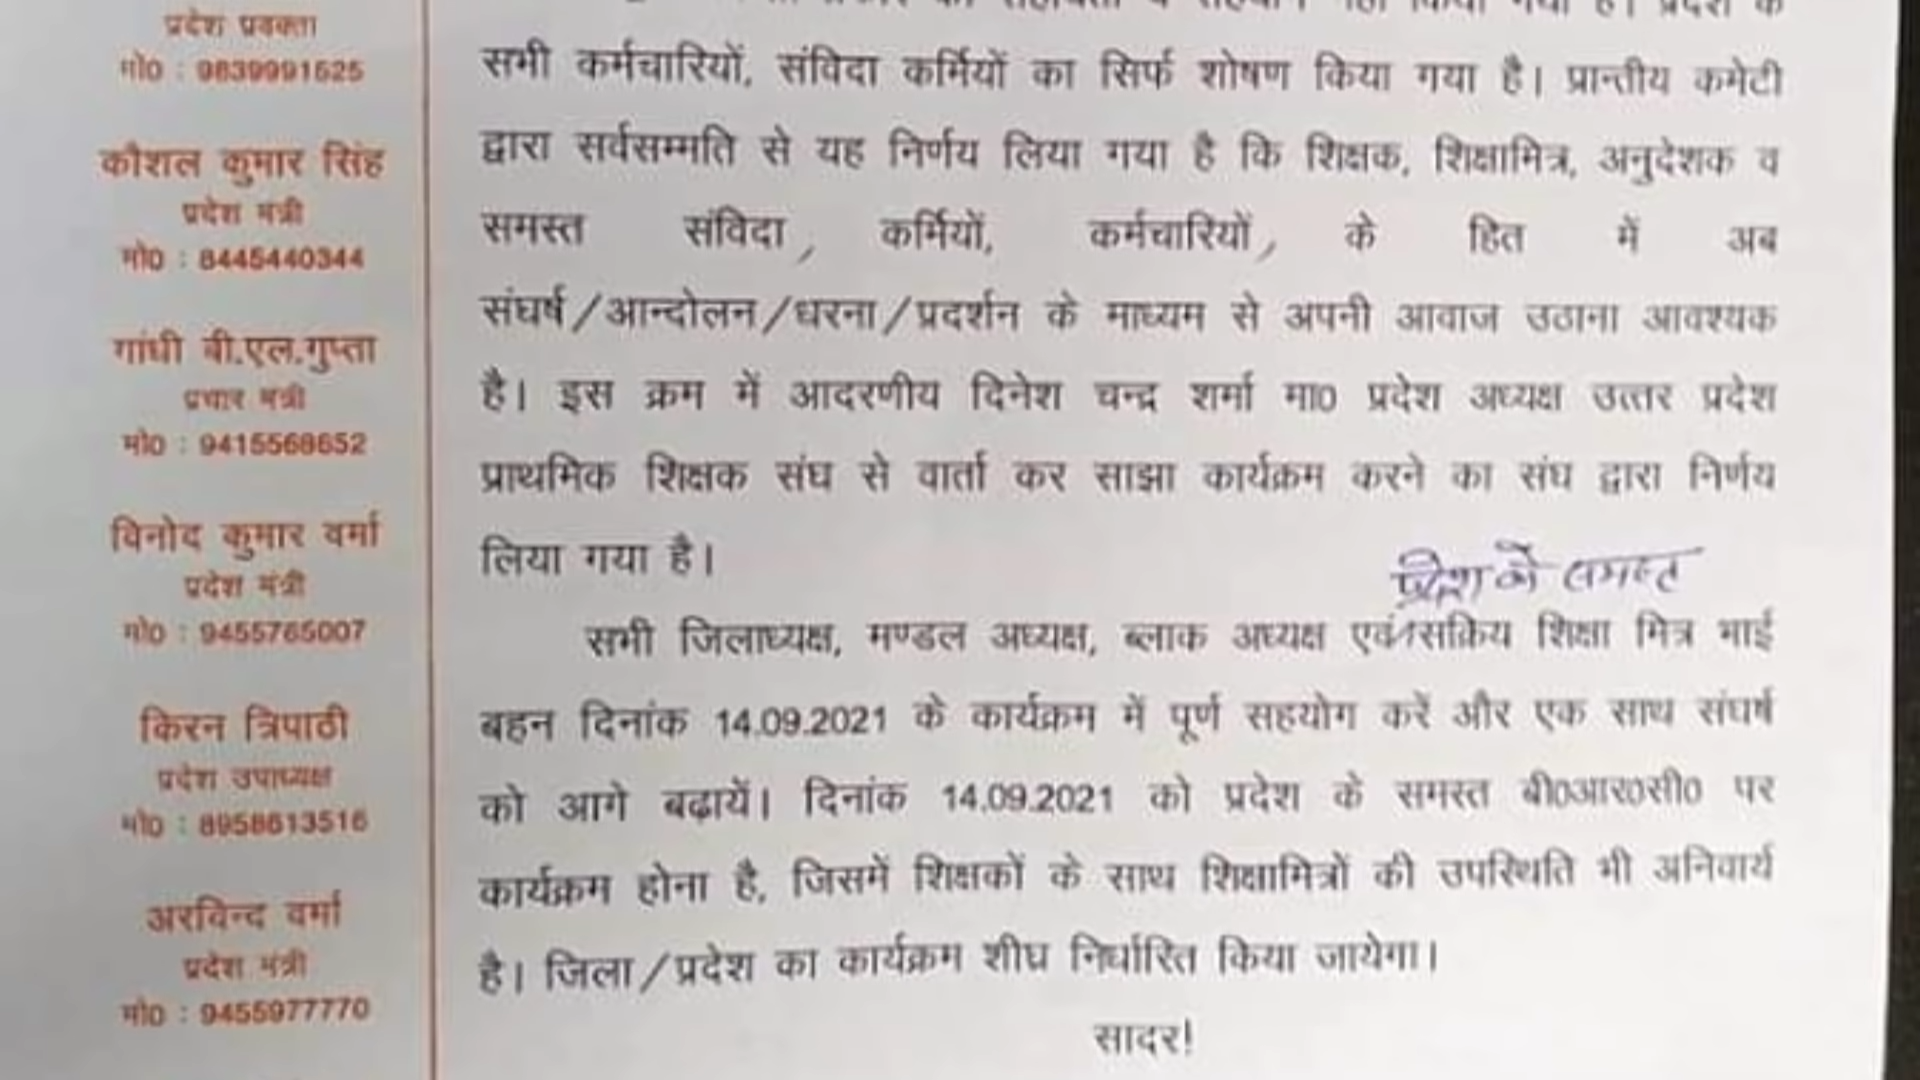 प्रदेश प्रवक्ता
मो0 : 9839991525
कौशल कुमार सिंह
प्रदेश मंत्री
मो0 : 8445440344
गांधी बी.एल.गुप्ता
प्रचार मंत्री
मो0 : 9415568652
विनोद कुमार वर्मा
प्रदेश मंत्री
मो0 : 9455765007
किरन त्रिपाठी
प्रदेश उपाध्यक्ष
मो0 : 8958613516
अरविन्द वर्मा
प्रदेश मंत्री
मो0 : 9455977770
किया गया है। प्रदेश के
सभी कर्मचारियों, संविदा कर्मियों का सिर्फ शोषण किया गया है। प्रान्तीय कमेटी
द्वारा सर्वसम्मति से यह निर्णय लिया गया है कि शिक्षक, शिक्षामित्र, अनुदेशक व
समस्त संविदा, कर्मियों, कर्मचारियों, के हित में अब
संघर्ष/आन्दोलन/धरना/प्रदर्शन के माध्यम से अपनी आवाज उठाना आवश्यक
है। इस क्रम में आदरणीय दिनेश चन्द्र शर्मा मा0 प्रदेश अध्यक्ष उत्तर प्रदेश
प्राथमिक शिक्षक संघ से वार्ता कर साझा कार्यक्रम करने का संघ द्वारा निर्णय
लिया गया है।
प्रदेश के समस्त
सभी जिलाध्यक्ष, मण्डल अध्यक्ष, ब्लाक अध्यक्ष एवं सक्रिय शिक्षा मित्र भाई
बहन दिनांक 14.09.2021 के कार्यक्रम में पूर्ण सहयोग करें और एक साथ संघर्ष
को आगे बढ़ायें। दिनांक 14.09.2021 को प्रदेश के समस्त बी0आर0सी0 पर
कार्यक्रम होना है, जिसमें शिक्षकों के साथ शिक्षामित्रों की उपस्थिति भी अनिवार्य
है। जिला/प्रदेश का कार्यक्रम शीघ्र निर्धारित किया जायेगा।
सादर!